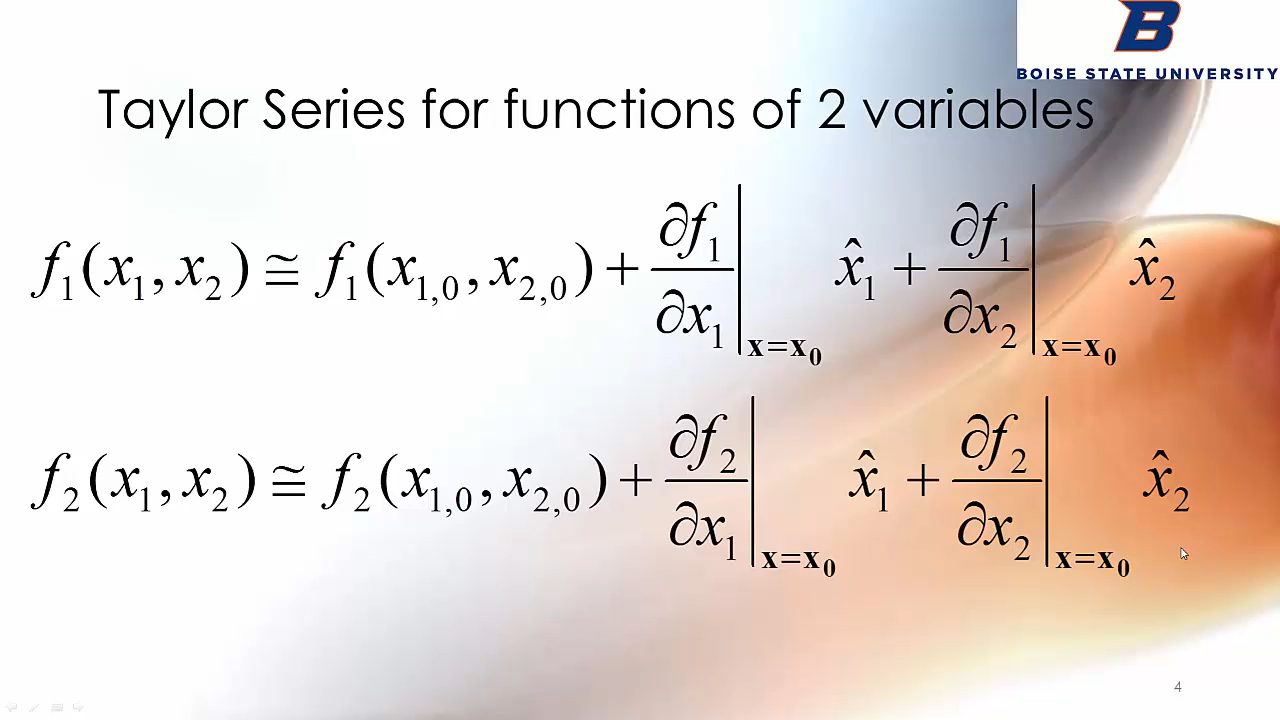 B
BOISE STATE UNIVERSITY
Taylor Series for functions of 2 variables
f₁(x₁, x₂) ≅ f₁(x₁,₀, x₂,₀) + ∂f₁/∂x₁|ₓ₌ₓ₀ x̂₁ + ∂f₁/∂x₂|ₓ₌ₓ₀ x̂₂
f₂(x₁, x₂) ≅ f₂(x₁,₀, x₂,₀) + ∂f₂/∂x₁|ₓ₌ₓ₀ x̂₁ + ∂f₂/∂x₂|ₓ₌ₓ₀ x̂₂
4